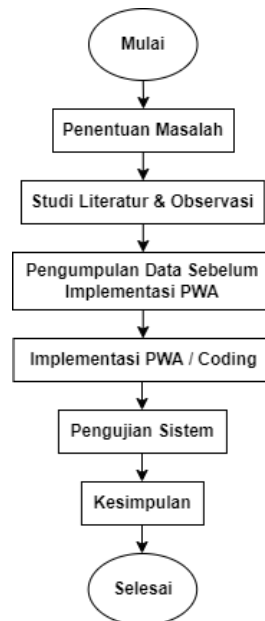 Mulai
Penentuan Masalah
Studi Literatur & Observasi
Pengumpulan Data Sebelum
Implementasi PWA
Implementasi PWA / Coding
Pengujian Sistem
Kesimpulan
Selesai